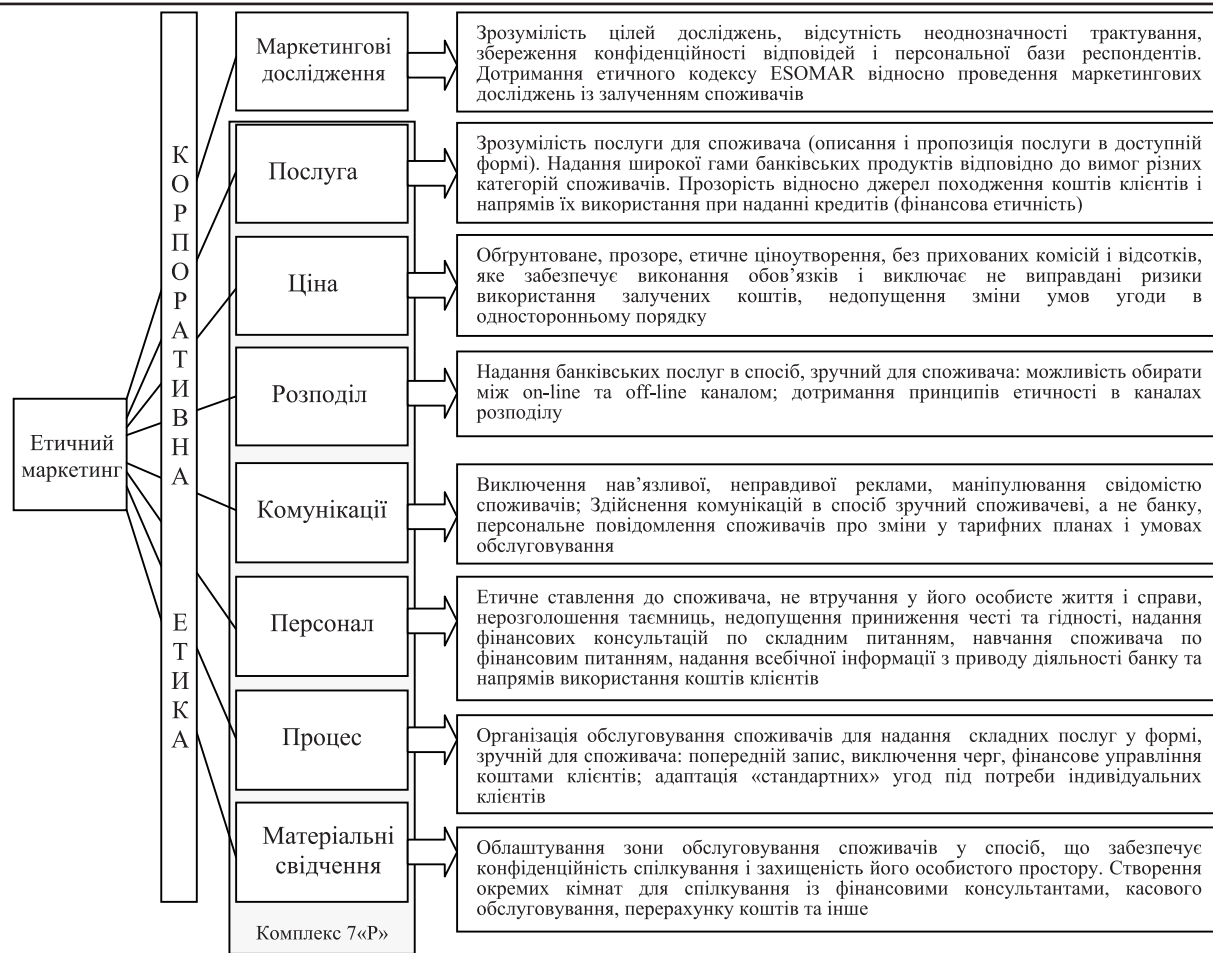 Етичний
маркетинг
КОРПОРАТИВНА
ЕТИКА
Маркетингові
дослідження
Зрозумілість цілей досліджень, відсутність неоднозначності трактування,
збереження конфіденційності відповідей і персональної бази респондентів.
Дотримання етичного кодексу ESOMAR відносно проведення маркетингових
досліджень із залученням споживачів
Послуга
Зрозумілість послуги для споживача (описання і пропозиція послуги в доступній
формі). Надання широкої гами банківських продуктів відповідно до вимог різних
категорій споживачів. Прозорість відносно джерел походження коштів клієнтів і
напрямів їх використання при наданні кредитів (фінансова етичність)
Ціна
Обґрунтоване, прозоре, етичне ціноутворення, без прихованих комісій і відсотків,
яке забезпечує виконання обов’язків і виключає не виправдані ризики
використання залучених коштів, недопущення зміни умов угоди в
односторонньому порядку
Розподіл
Надання банківських послуг в спосіб, зручний для споживача: можливість обирати
між on-line та off-line каналом; дотримання принципів етичності в каналах
розподілу
Комунікації
Виключення нав’язливої, неправдивої реклами, маніпулювання свідомістю
споживачів; Здійснення комунікацій в спосіб зручний споживачеві, а не банку,
персональне повідомлення споживачів про зміни у тарифних планах і умовах
обслуговування
Персонал
Етичне ставлення до споживача, не втручання у його особисте життя і справи,
нерозголошення таємниць, недопущення приниження честі та гідності, надання
фінансових консультацій по складним питанням, навчання споживача по
фінансовим питанням, надання всебічної інформації з приводу діяльності банку та
напрямів використання коштів клієнтів
Процес
Організація обслуговування споживачів для надання складних послуг у формі,
зручній для споживача: попередній запис, виключення черг, фінансове управління
коштами клієнтів; адаптація «стандартних» угод під потреби індивідуальних
клієнтів
Матеріальні
свідчення
Облаштування зони обслуговування споживачів у спосіб, що забезпечує
конфіденційність спілкування і захищеність його особистого простору. Створення
окремих кімнат для спілкування із фінансовими консультантами, касового
обслуговування, перерахунку коштів та інше
Комплекс 7«Р»